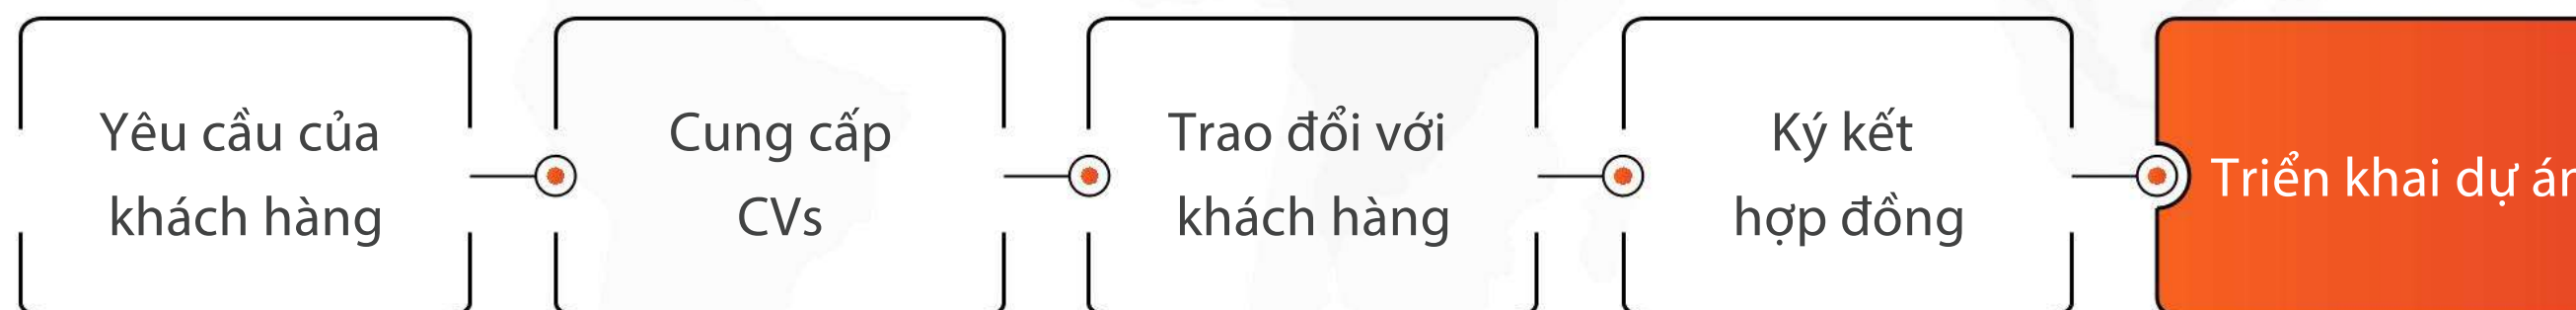 Yêu cầu của
khách hàng
Cung cấp
CVs
Trao đổi với
khách hàng
Ký kết
hợp đồng
Triển khai dự án